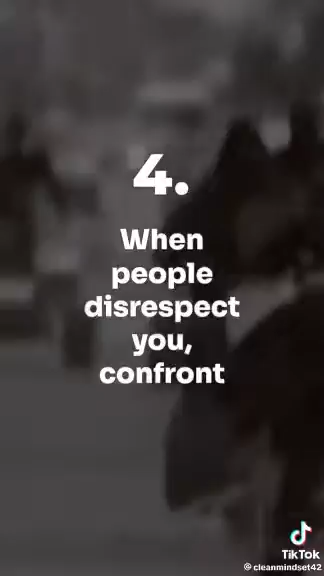 4.
When
people
disrespect
you,
confront
TikTok
@cleanmindset42